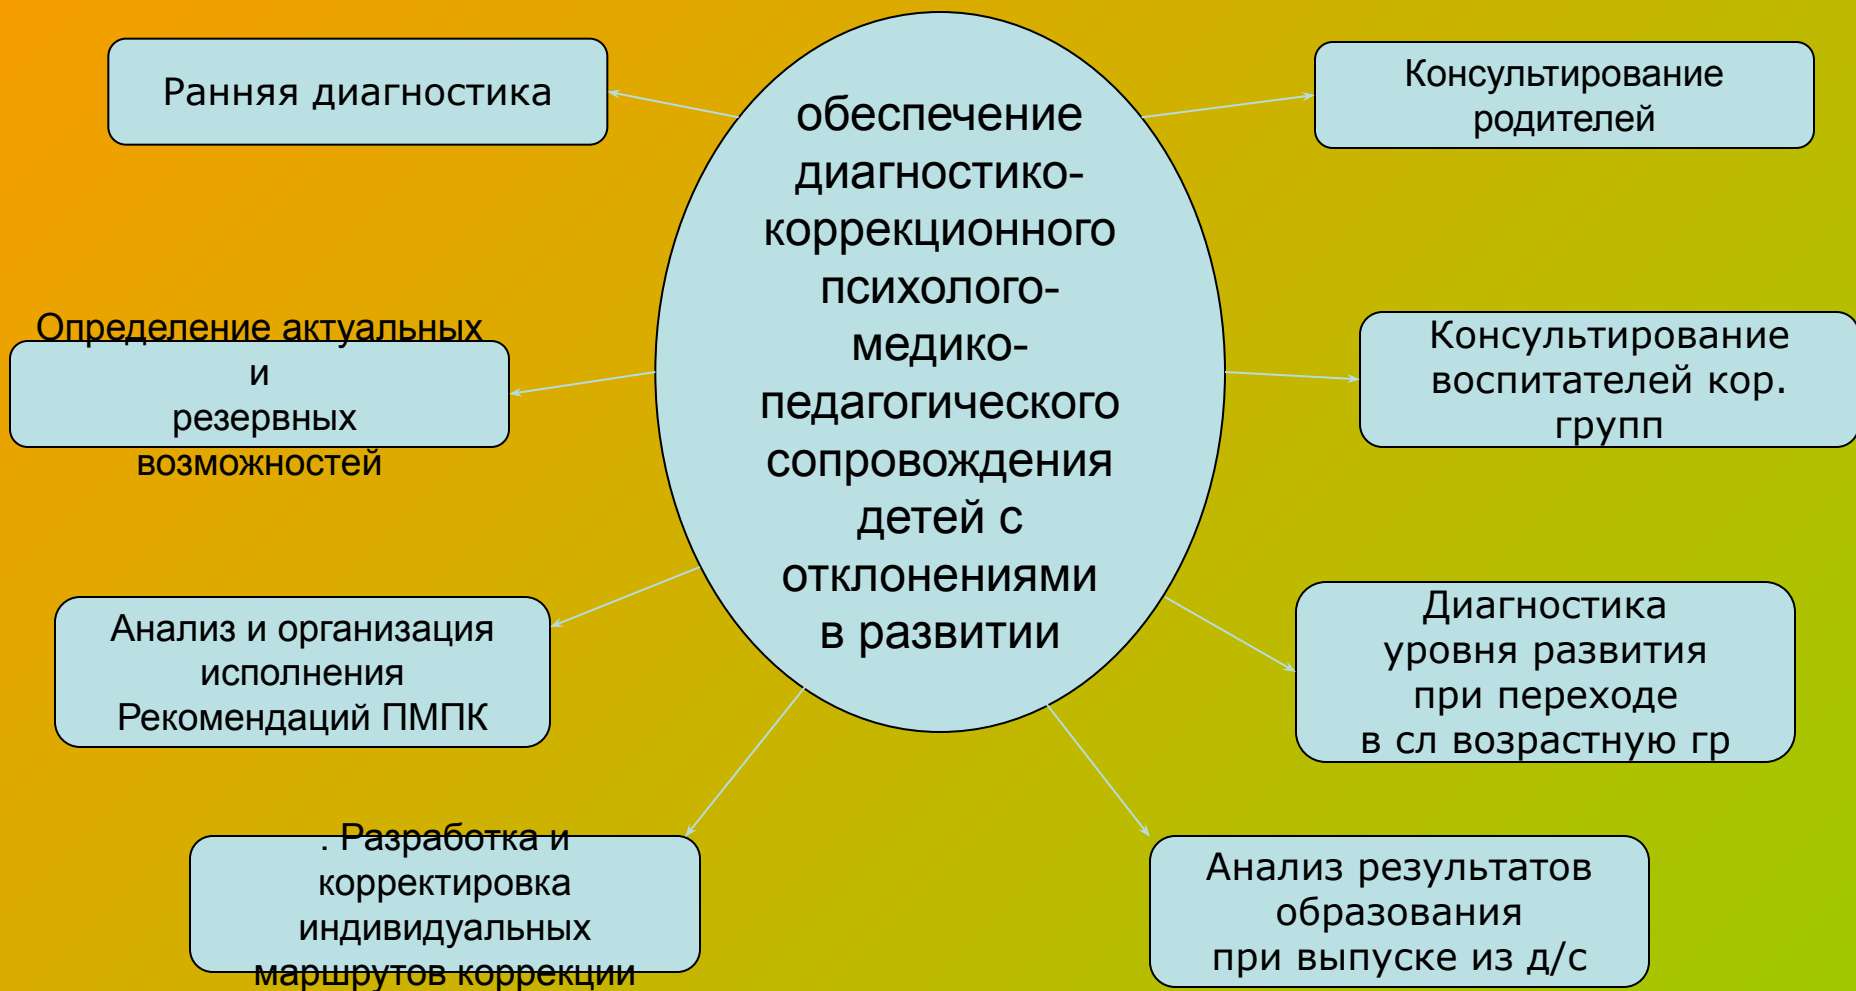 Ранняя диагностика
Определение актуальных
и
резервных
возможностей
Анализ и организация
исполнения
Рекомендаций ПМПК
. Разработка и
корректировка
индивидуальных
маршрутов коррекции
обеспечение
диагностико-
коррекционного
психолого-
медико-
педагогического
сопровождения
детей с
отклонениями
в развитии
Консультирование
родителей
Консультирование
воспитателей кор.
групп
Диагностика
уровня развития
при переходе
в сл возрастную гр
Анализ результатов
образования
при выпуске из д/с